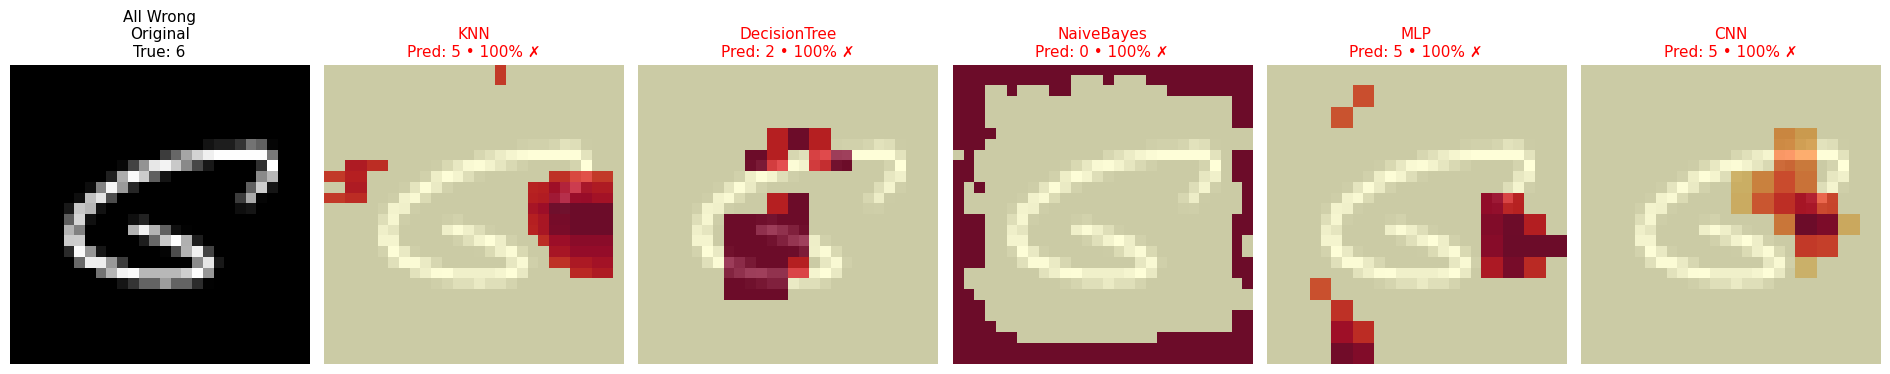 All Wrong
Original
True: 6
KNN
Pred: 5 • 100% ✗
DecisionTree
Pred: 2 • 100% ✗
NaiveBayes
Pred: 0 • 100% ✗
MLP
Pred: 5 • 100% ✗
CNN
Pred: 5 • 100% ✗